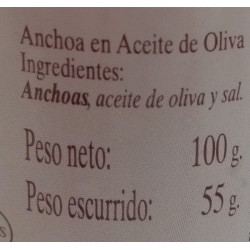 Anchoa en Aceite de Oliva
Ingredientes:
Anchoas, aceite de oliva y sal.
Peso neto: 100 g.
Peso escurrido: 55 g.